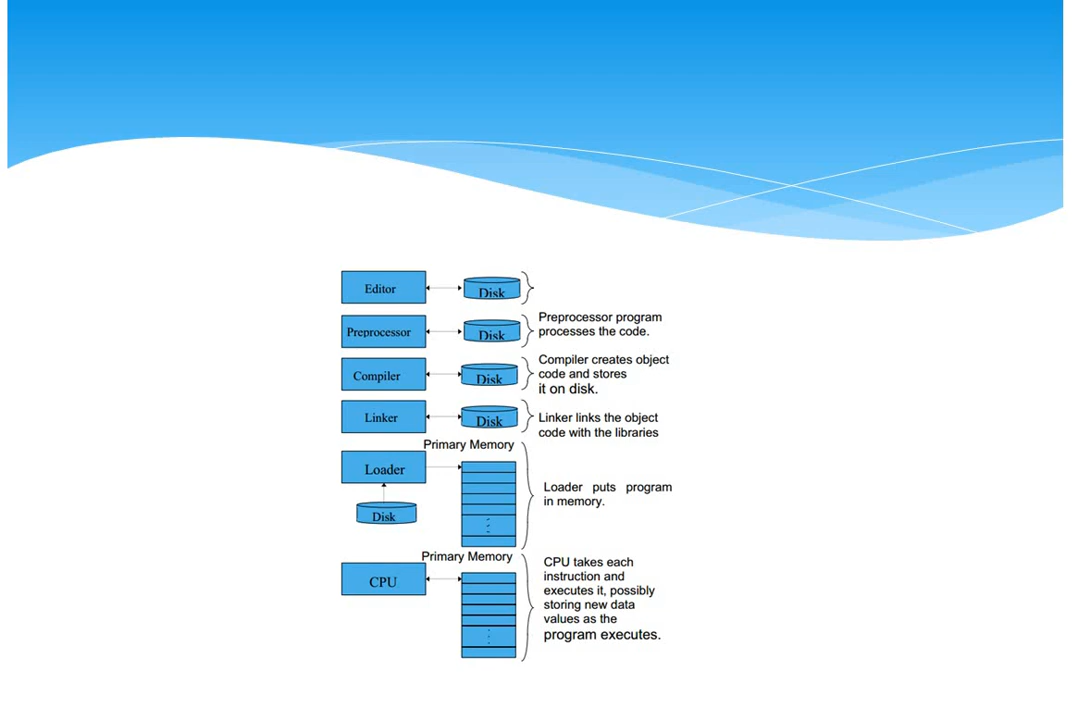 Editor
Disk
Preprocessor
Disk
Preprocessor program
processes the code.
Compiler
Disk
Compiler creates object
code and stores
it on disk.
Linker
Disk
Linker links the object
code with the libraries
Primary Memory
Loader
Disk
Loader puts program
in memory.
Primary Memory
CPU
CPU takes each
instruction and
executes it, possibly
storing new data
values as the
program executes.